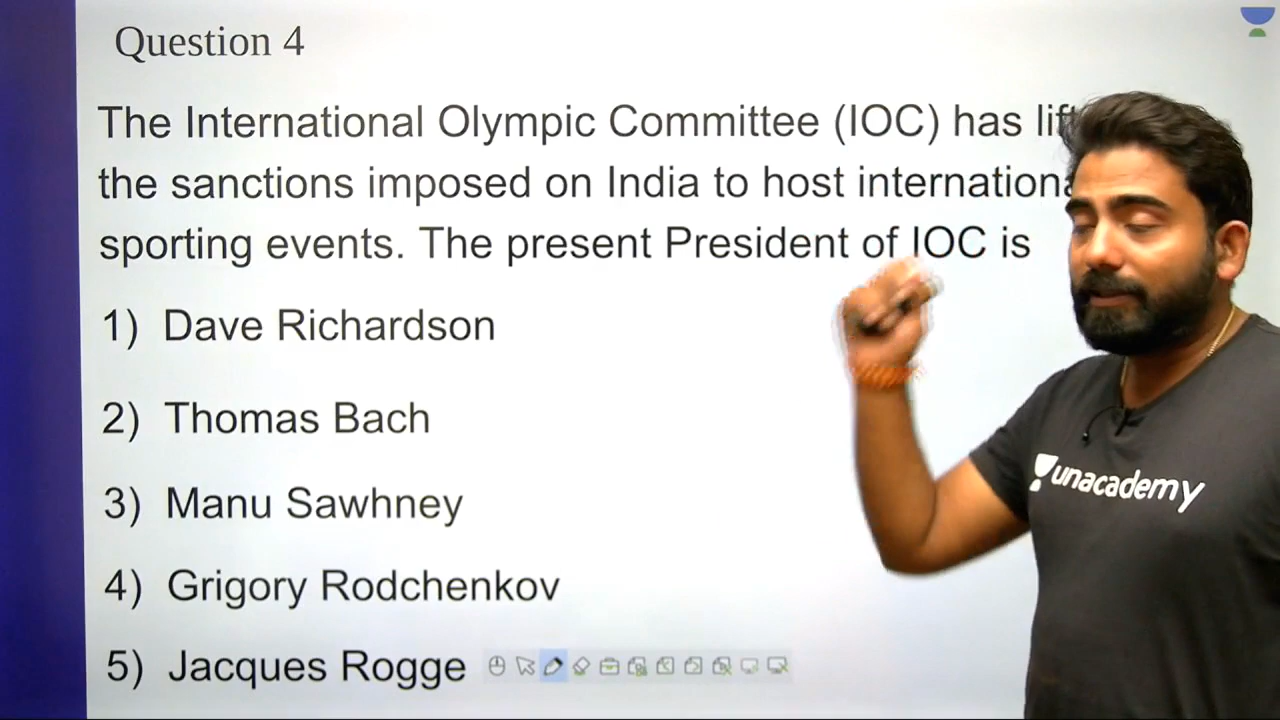 Question 4
The International Olympic Committee (IOC) has
the sanctions imposed on India to host
sporting events. The present President of IOC is
1) Dave Richardson
2) Thomas Bach
3) Manu Sawhney
4) Grigory Rodchenkov
5) Jacques Rogge
unacademy